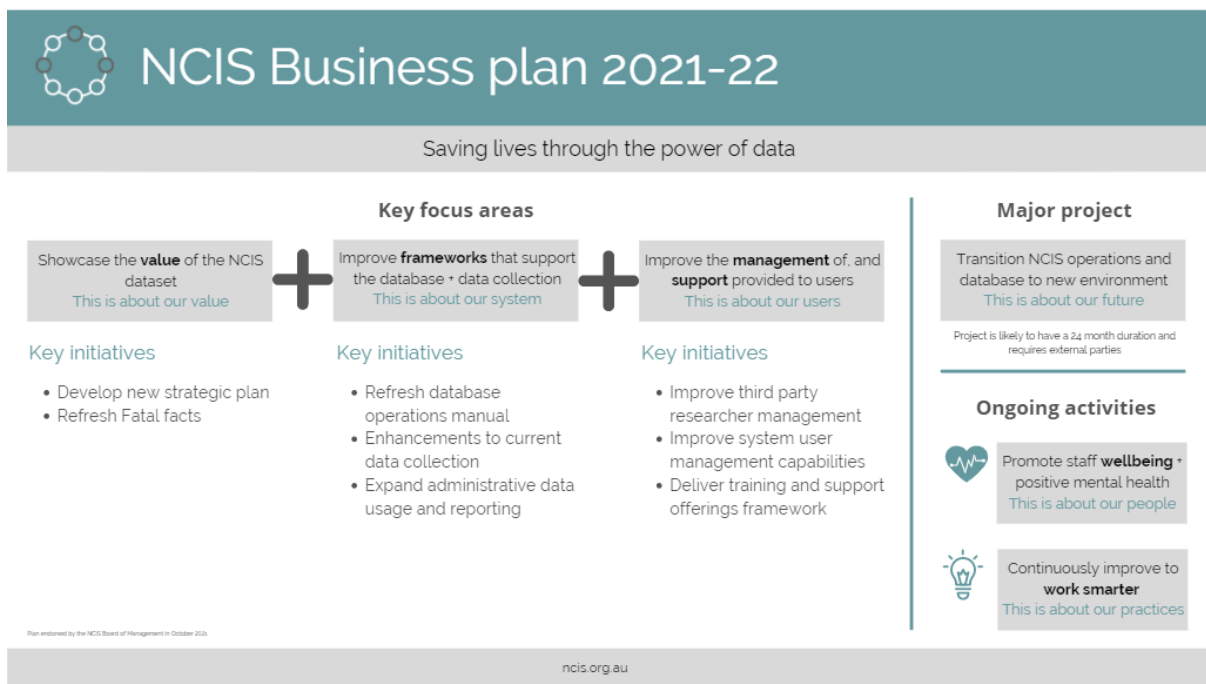 NCIS Business plan 2021-22
Saving lives through the power of data
Key focus areas
Showcase the value of the NCIS
dataset
This is about our value
Improve frameworks that support
the database + data collection
This is about our system
Improve the management of, and
support provided to users
This is about our users
Key initiatives
• Develop new strategic plan
• Refresh Fatal facts
Key initiatives
• Refresh database
operations manual
• Enhancements to current
data collection
• Expand administrative data
usage and reporting
Key initiatives
• Improve third party
researcher management
• Improve system user
management capabilities
• Deliver training and support
offerings framework
Major project
Transition NCIS operations and
database to new environment
This is about our future
Project is likely to have a 24 month duration and
requires external parties
Ongoing activities
Promote staff wellbeing +
positive mental health
This is about our people
Continuously improve to
work smarter
This is about our practices
Plan endorsed by the NCIS Board of Management in October 2021
ncis.org.au